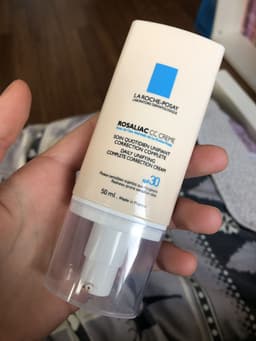 LA ROCHE-POSAY
LABORATOIRE DERMATOLOGIQUE
ROSALIAC CC CREME
SOIN QUOTIDIEN UNIFIANT
CORRECTION COMPLÈTE
DAILY UNIFYING
COMPLETE CORRECTION CREAM
SPF 30
50 ml - Made in France